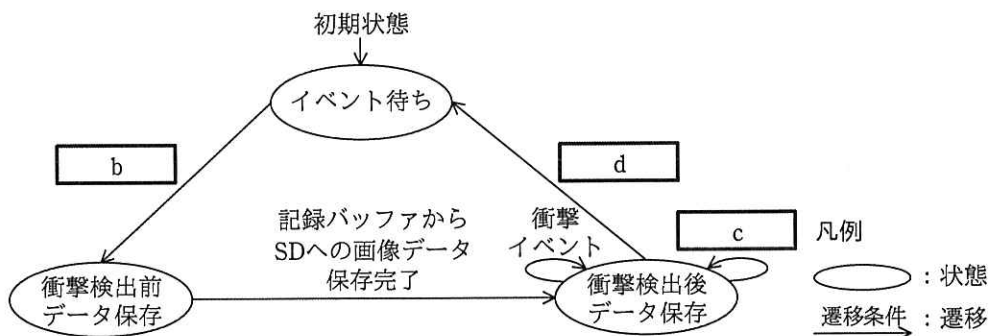 初期状態
イベント待ち
b
d
記録バッファから
SDへの画像データ
保存完了
衝撃
イベント
c
凡例
衝撃検出前
データ保存
衝撃検出後
データ保存
：状態
遷移条件 ：遷移